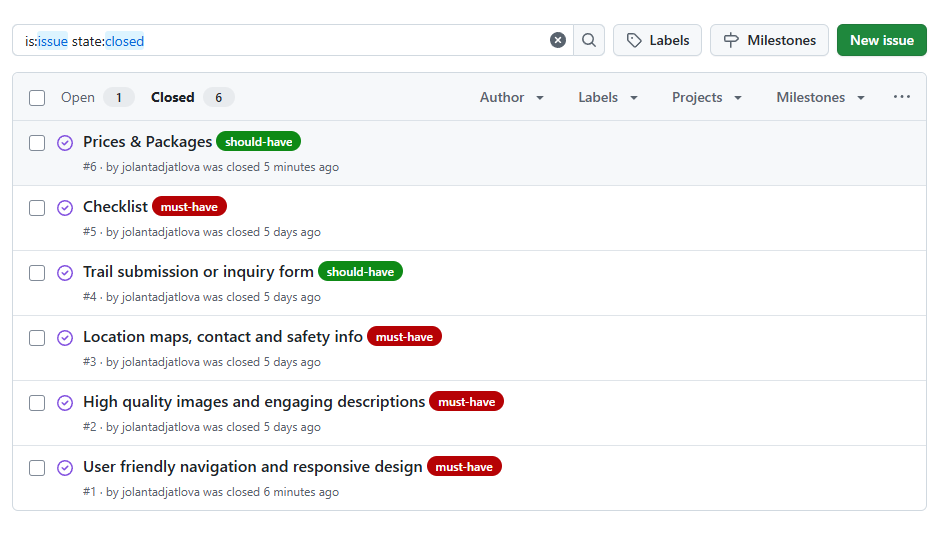 is:issue state:closed
Labels
Milestones
New issue
Open 1 Closed 6
Author Labels Projects Milestones
Prices & Packages should-have
#6 · by jolantadjatlova was closed 5 minutes ago
Checklist must-have
#5 · by jolantadjatlova was closed 5 days ago
Trail submission or inquiry form should-have
#4 · by jolantadjatlova was closed 5 days ago
Location maps, contact and safety info must-have
#3 · by jolantadjatlova was closed 5 days ago
High quality images and engaging descriptions must-have
#2 · by jolantadjatlova was closed 5 days ago
User friendly navigation and responsive design must-have
#1 · by jolantadjatlova was closed 6 minutes ago